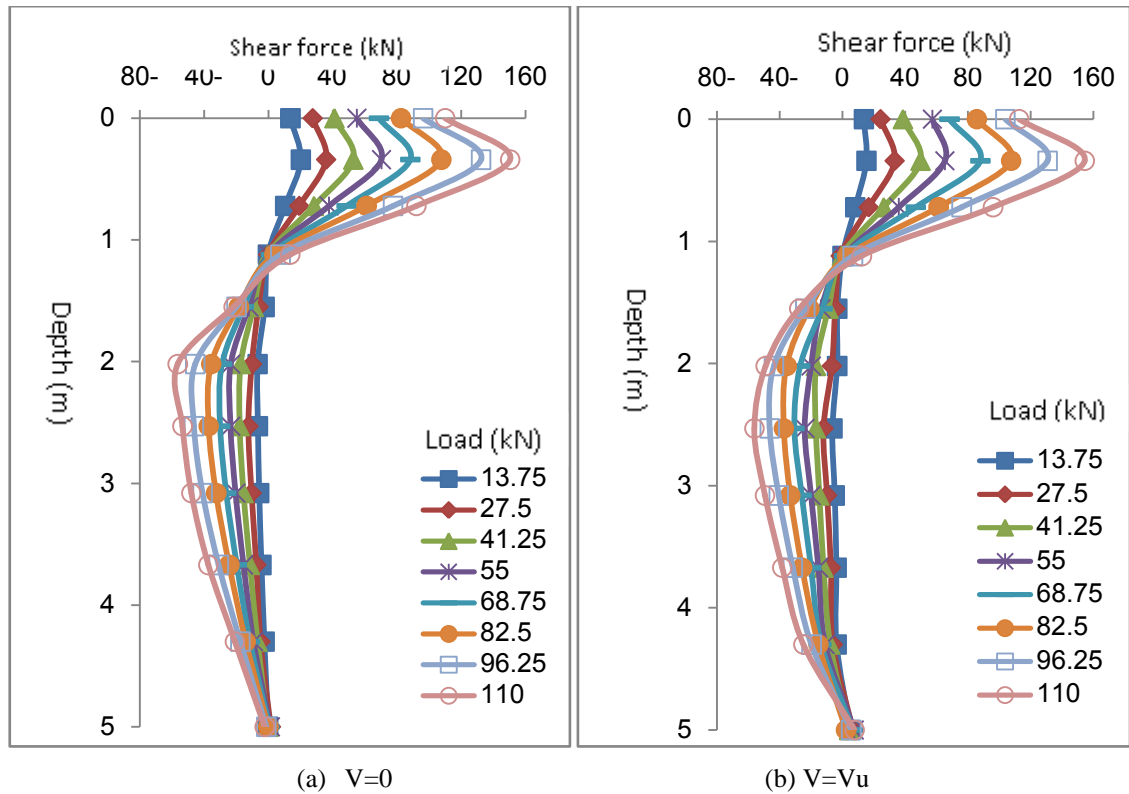 Shear force (kN)
80- 40- 0 40 80 120 160
0
1
2
3
4
5
Depth (m)
Load (kN)
13.75
27.5
41.25
55
68.75
82.5
96.25
110
(a) V=0
Shear force (kN)
80- 40- 0 40 80 120 160
0
1
2
3
4
5
Depth (m)
Load (kN)
13.75
27.5
41.25
55
68.75
82.5
96.25
110
(b) V=Vu